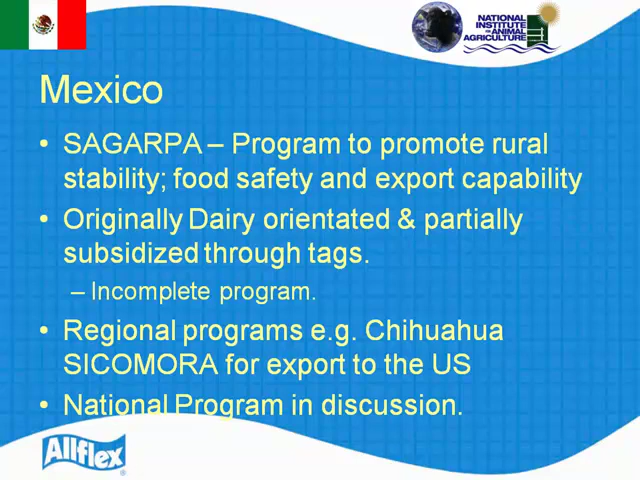 NATIONAL
INSTITUTE
FOR ANIMAL
AGRICULTURE
Mexico
• SAGARPA – Program to promote rural
stability; food safety and export capability
• Originally Dairy orientated & partially
subsidized through tags.
– Incomplete program.
• Regional programs e.g. Chihuahua
SICOMORA for export to the US
• National Program in discussion.
Allflex®